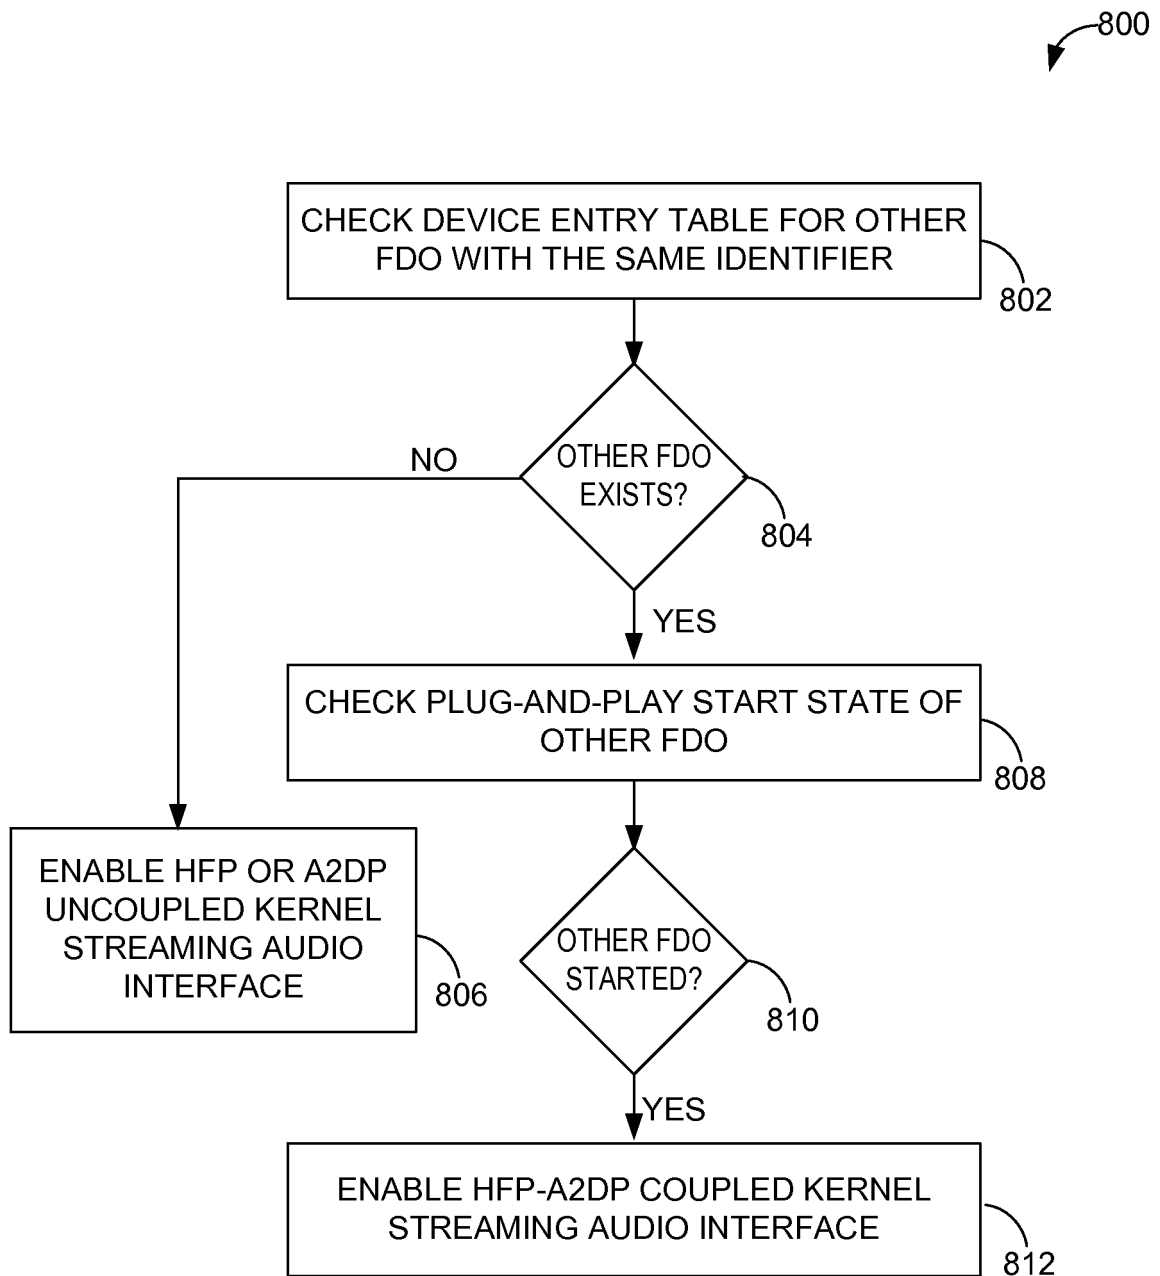 800
CHECK DEVICE ENTRY TABLE FOR OTHER
FDO WITH THE SAME IDENTIFIER
802
OTHER FDO
EXISTS?
NO
804
YES
CHECK PLUG-AND-PLAY START STATE OF
OTHER FDO
808
ENABLE HFP OR A2DP
UNCOUPLED KERNEL
STREAMING AUDIO
INTERFACE
806
OTHER FDO
STARTED?
810
YES
ENABLE HFP-A2DP COUPLED KERNEL
STREAMING AUDIO INTERFACE
812